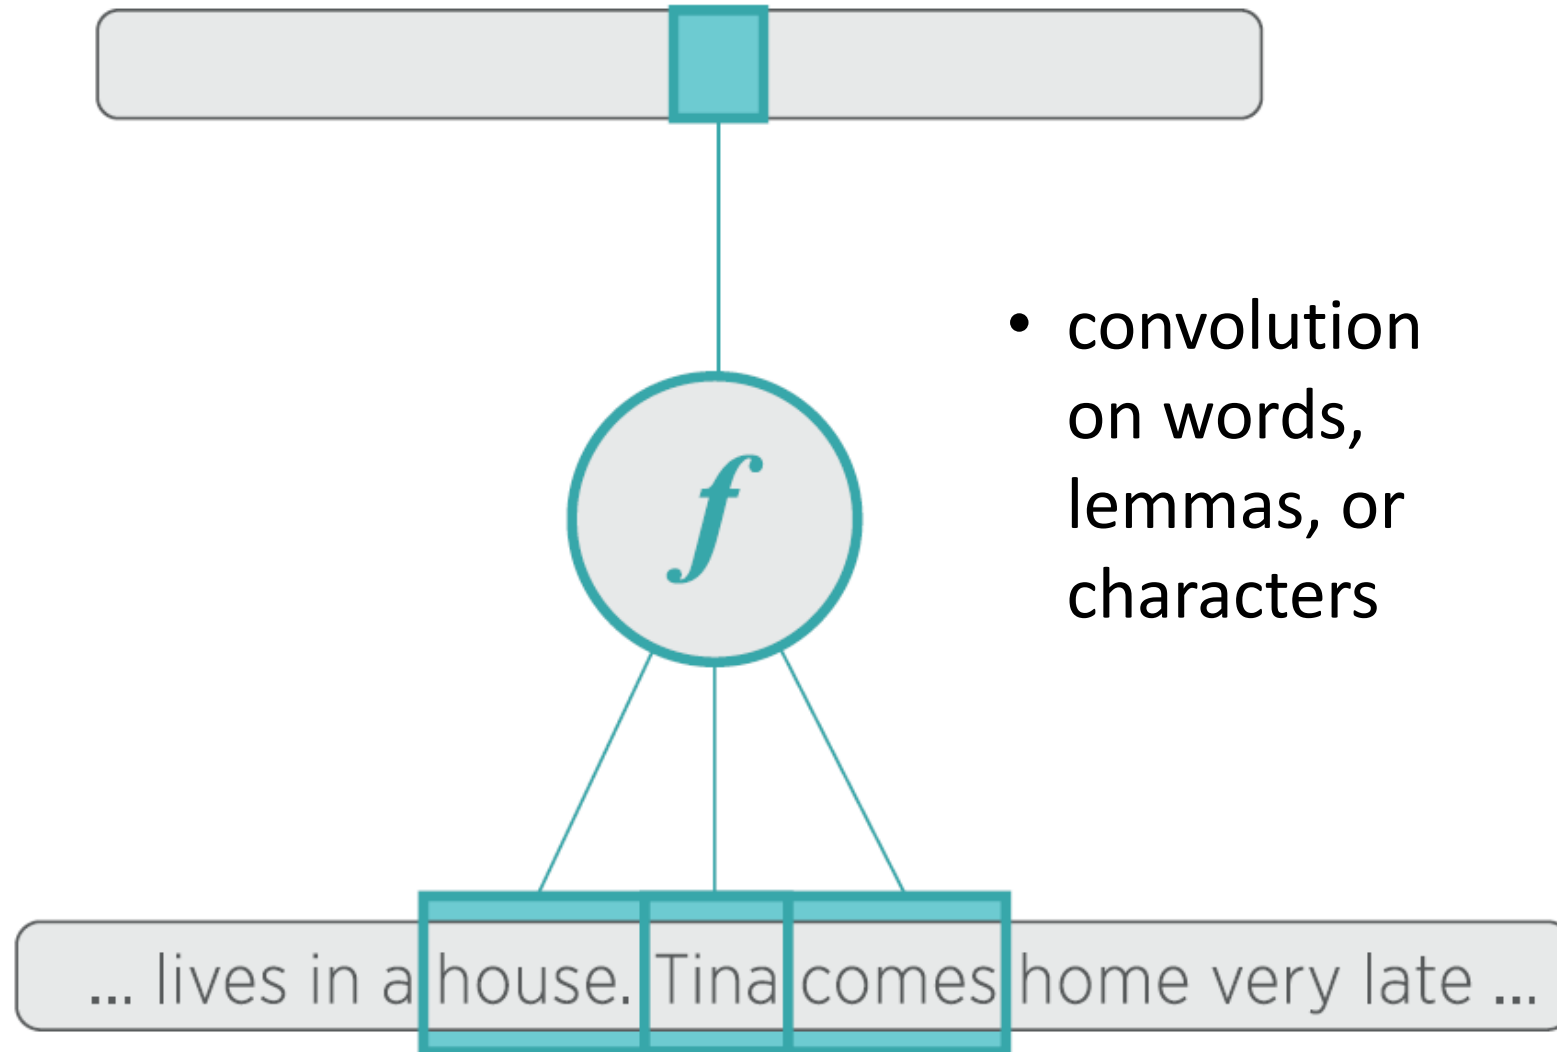 • convolution
on words,
lemmas, or
characters
f
... lives in a house. Tina comes home very late ...